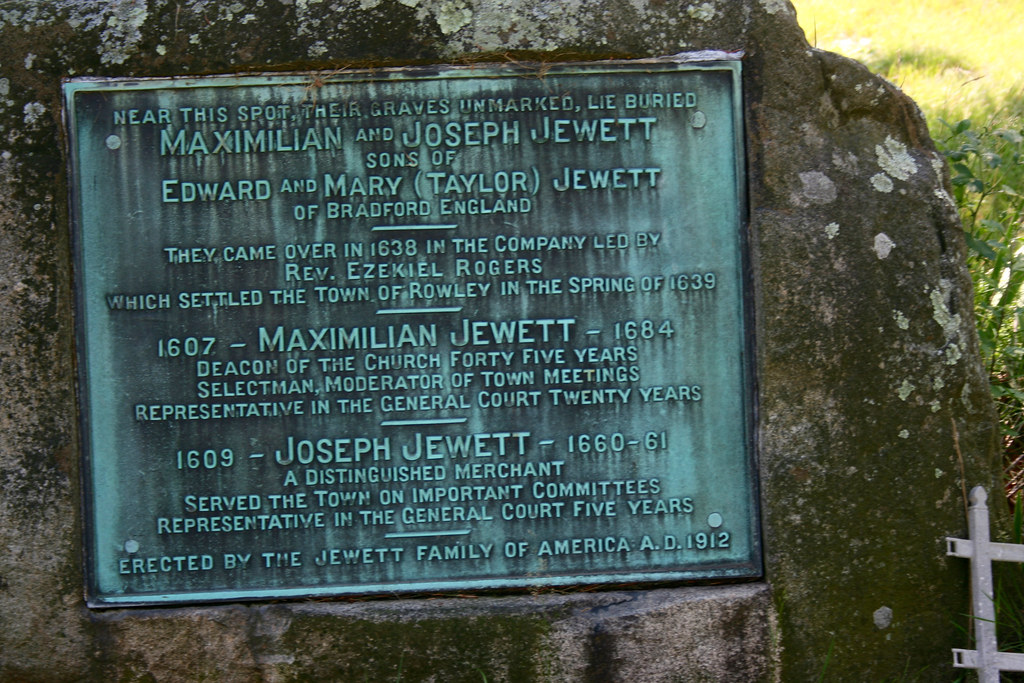 NEAR THIS SPOT, THEIR GRAVES UNMARKED, LIE BURIED
MAXIMILIAN AND JOSEPH JEWETT
SONS OF
EDWARD AND MARY (TAYLOR) JEWETT
OF BRADFORD ENGLAND
THEY CAME OVER IN 1638 IN THE COMPANY LED BY
REV. EZEKIEL ROGERS
WHICH SETTLED THE TOWN OF ROWLEY IN THE SPRING OF 1639
1607 - MAXIMILIAN JEWETT - 1684
DEACON OF THE CHURCH FORTY FIVE YEARS
SELECTMAN, MODERATOR OF TOWN MEETINGS
REPRESENTATIVE IN THE GENERAL COURT TWENTY YEARS
1609 - JOSEPH JEWETT - 1660-61
A DISTINGUISHED MERCHANT
SERVED THE TOWN ON IMPORTANT COMMITTEES
REPRESENTATIVE IN THE GENERAL COURT FIVE YEARS
ERECTED BY THE JEWETT FAMILY OF AMERICA A.D. 1912